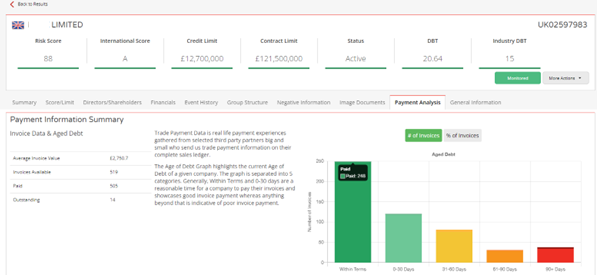 Back to Results
LIMITED
UK02597983
Risk Score
International Score
Credit Limit
Contract Limit
Status
DBT
Industry DBT
88
A
£12,700,000
£121,500,000
Active
20.64
15
Monitored
More Actions
Summary
Score/Limit
Directors/Shareholders
Financials
Event History
Group Structure
Negative Information
Image Documents
Payment Analysis
General Information
Payment Information Summary
Invoice Data & Aged Debt
Average Invoice Value
Invoices Available
519
Paid
505
Outstanding
14
Trade Payment Data is real life payment experiences
gathered from selected third party partners big and
small who send us trade payment information on their
complete sales ledger.
The Age of Debt Graph highlights the current Age of
Debt of a given company. The graph is separated into 5
categories. Generally, Within Terms and 0-30 days are a
reasonable time for a company to pay their invoices and
showcases good invoice payment whereas anything
beyond that is indicative of poor invoice payment.
# of Invoices
% of Invoices
Aged Debt
Number of Invoices
250
200
150
100
50
0
Paid
Paid: 248
Within Terms
0-30 Days
31-60 Days
61-90 Days
90+ Days